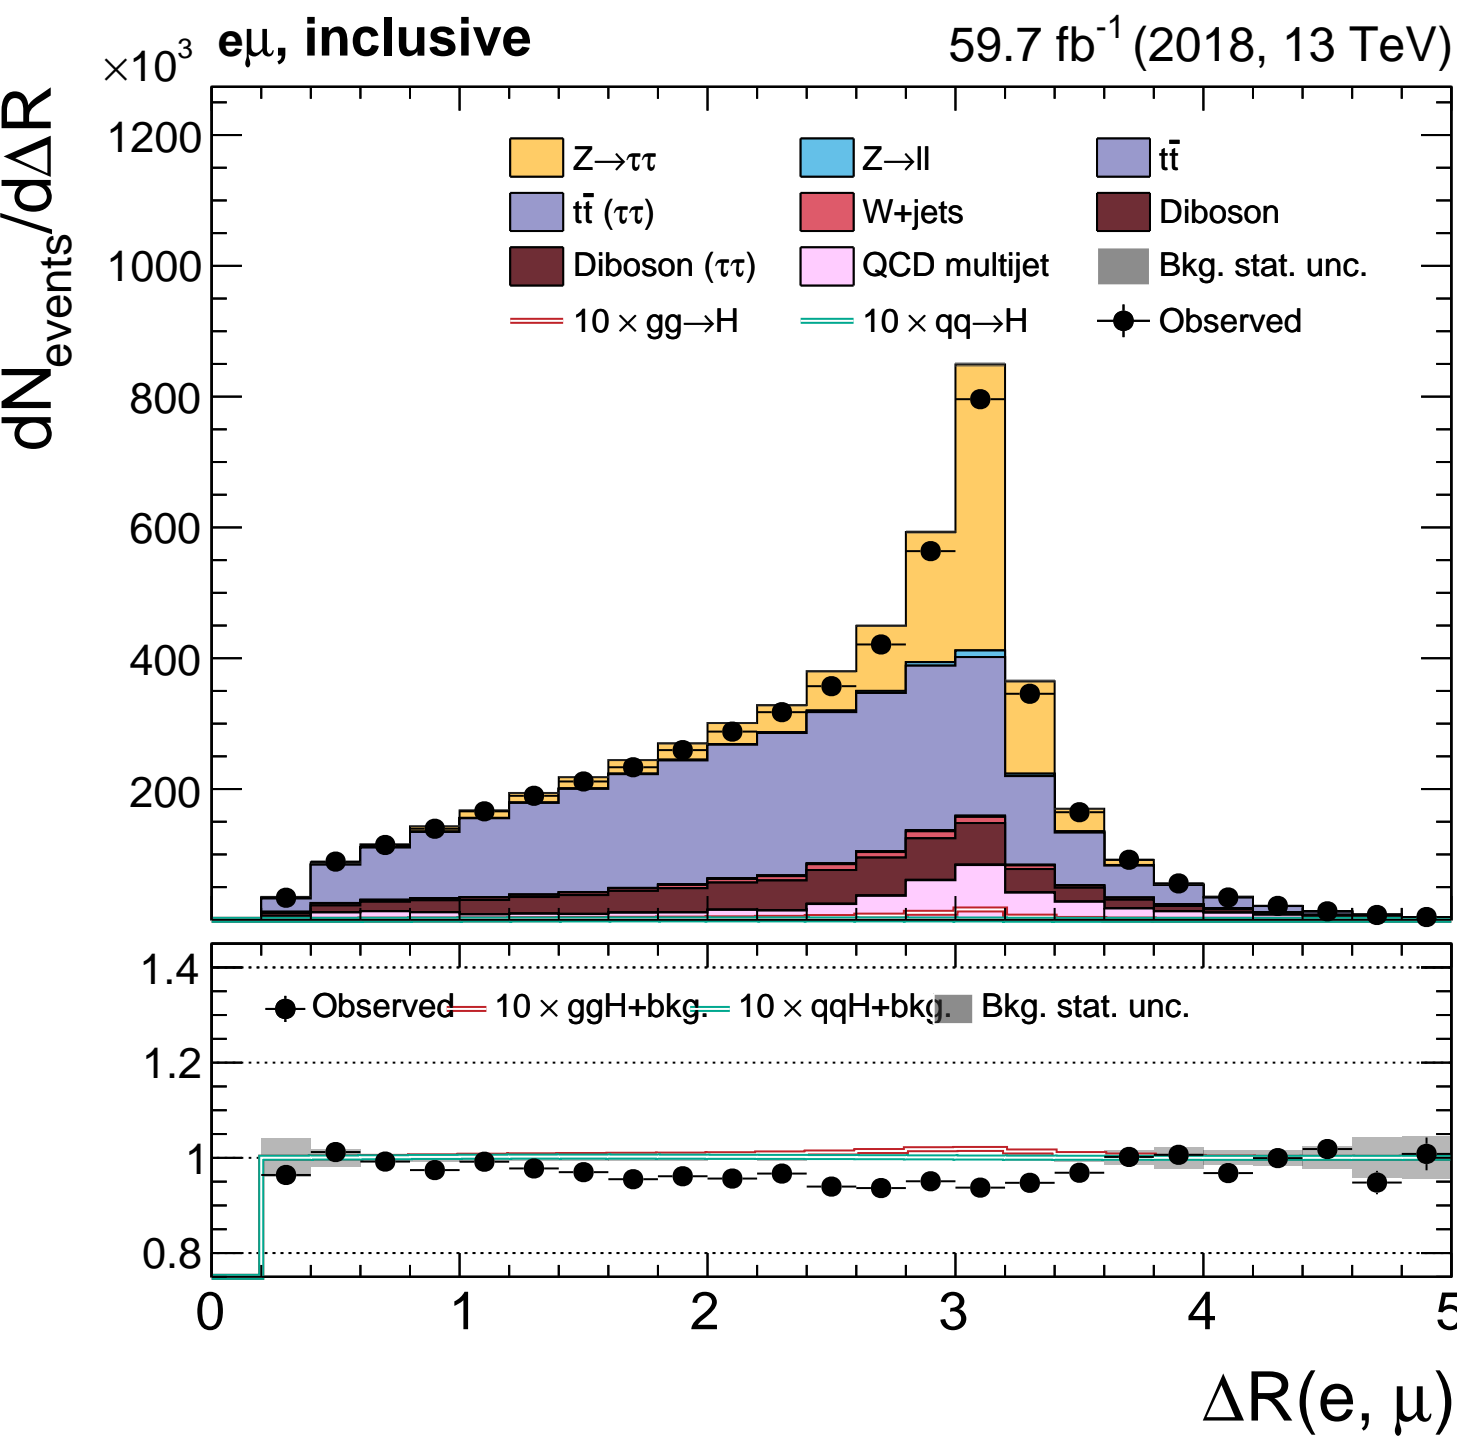 ×10³ eμ, inclusive 59.7 fb⁻¹ (2018, 13 TeV)
dN_events/dΔR
1200
1000
800
600
400
200
Z→ττ Z→ll tt̄
tt̄ (ττ) W+jets Diboson
Diboson (ττ) QCD multijet Bkg. stat. unc.
10 × gg→H 10 × qq→H Observed
1.4
1.2
1
0.8
Observed 10 × ggH+bkg. 10 × qqH+bkg. Bkg. stat. unc.
0 1 2 3 4 5
ΔR(e, μ)